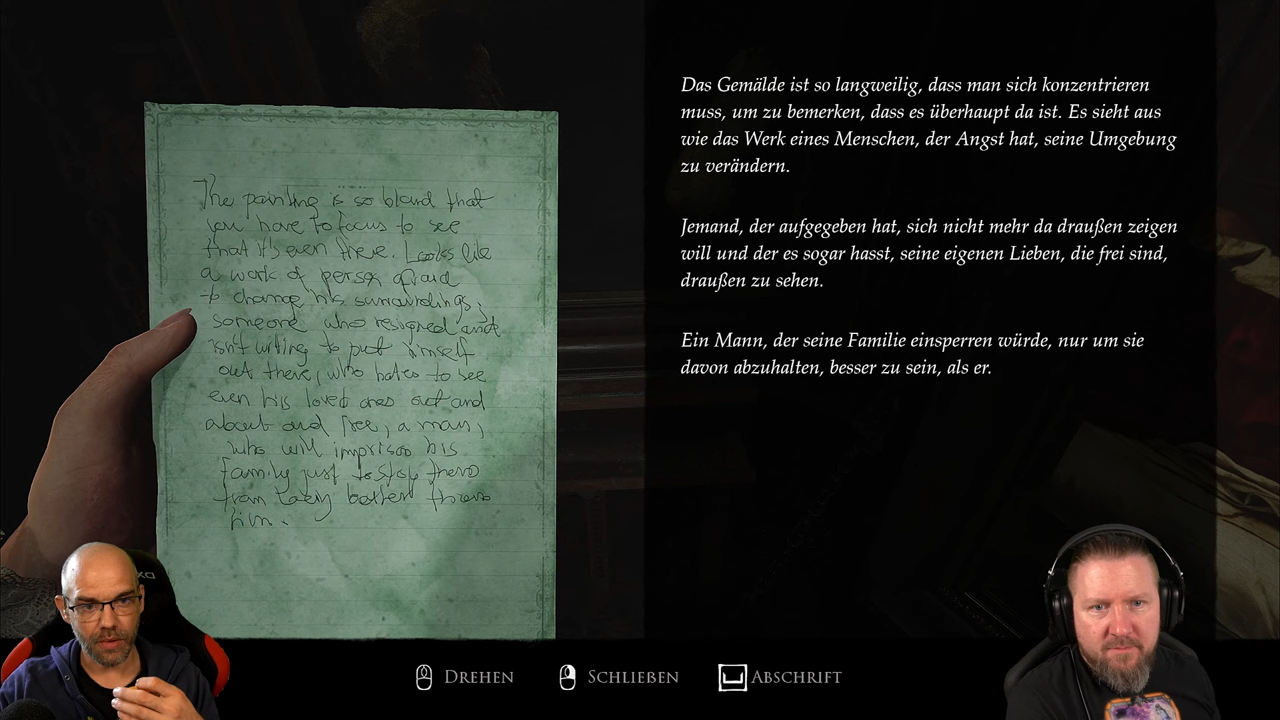 The painting is so bland that
you have to focus to see
that it's even there. Looks like
a work of person afraid
to change his surroundings,
someone who resigned and
isn't willing to put himself
out there, who hates to see
even his loved ones out and
about and free, a man,
who will imprison his
family just to stop them
from being better than
him.
Das Gemälde ist so langweilig, dass man sich konzentrieren
muss, um zu bemerken, dass es überhaupt da ist. Es sieht aus
wie das Werk eines Menschen, der Angst hat, seine Umgebung
zu verändern.
Jemand, der aufgegeben hat, sich nicht mehr da draußen zeigen
will und der es sogar hasst, seine eigenen Lieben, die frei sind,
draußen zu sehen.
Ein Mann, der seine Familie einsperren würde, nur um sie
davon abzuhalten, besser zu sein, als er.
DREHEN SCHLIEßEN ABSCHRIFT